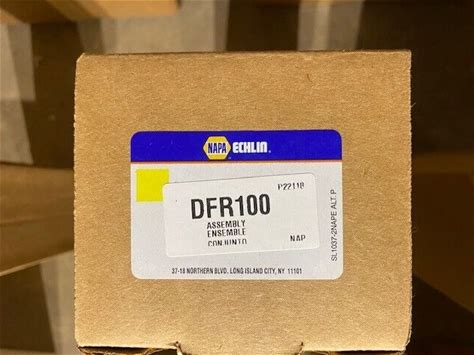 NAPA ECHLIN.
P22118
DFR100
ASSEMBLY
ENSEMBLE
CONJUNTO NAP
37-18 NORTHERN BLVD. LONG ISLAND CITY, NY 11101
SL1037-2NAPE ALT. P